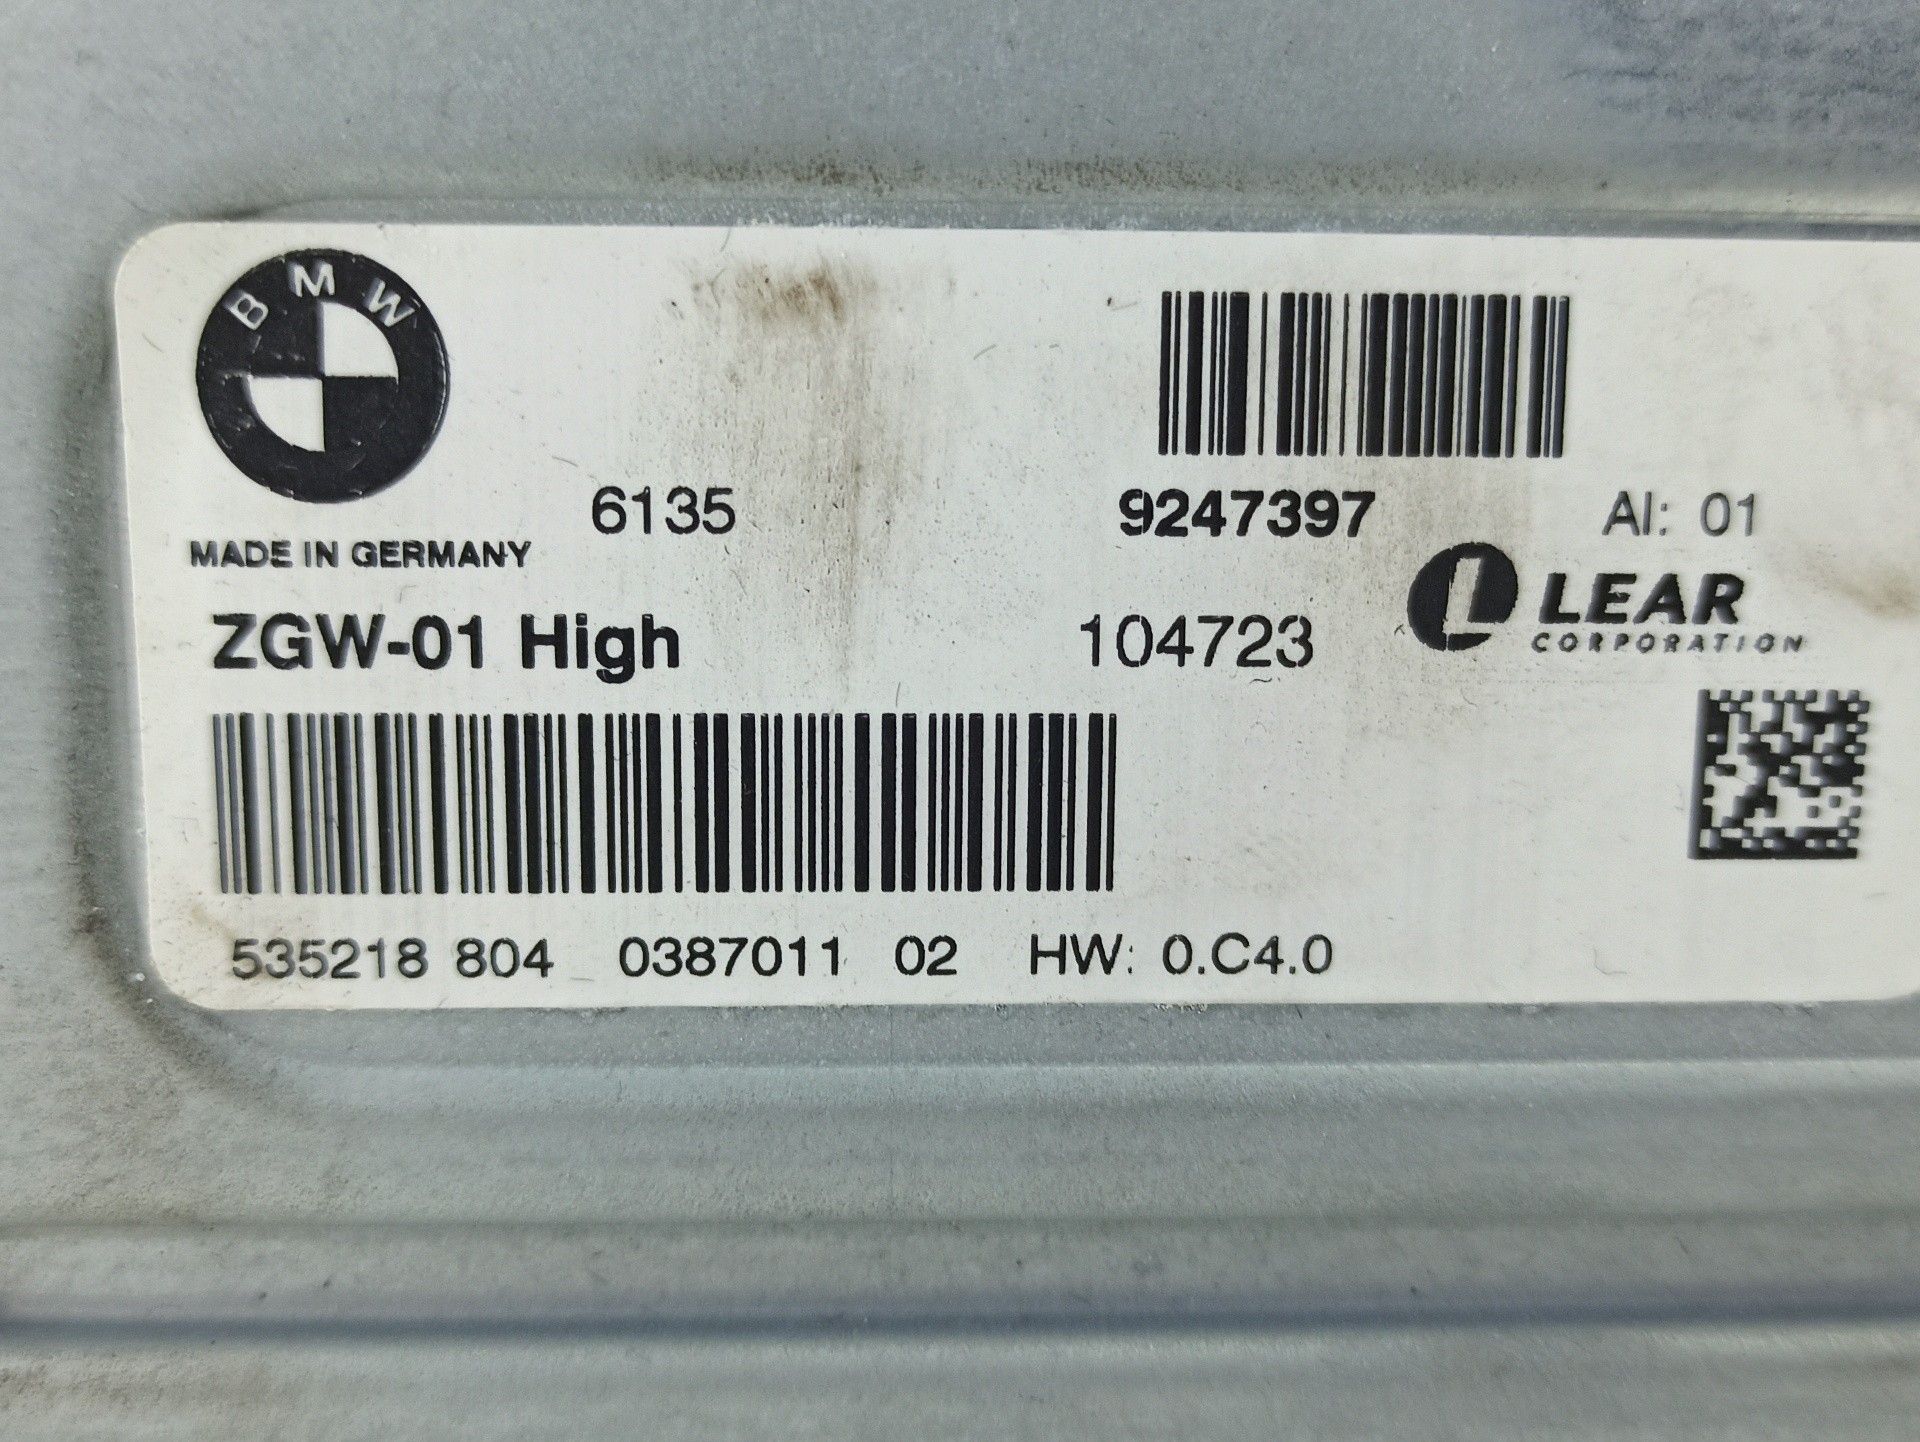 BMW
6135 9247397 AI: 01
MADE IN GERMANY
LEAR
CORPORATION
ZGW-01 High 104723
535218 804 0387011 02 HW: 0.C4.0